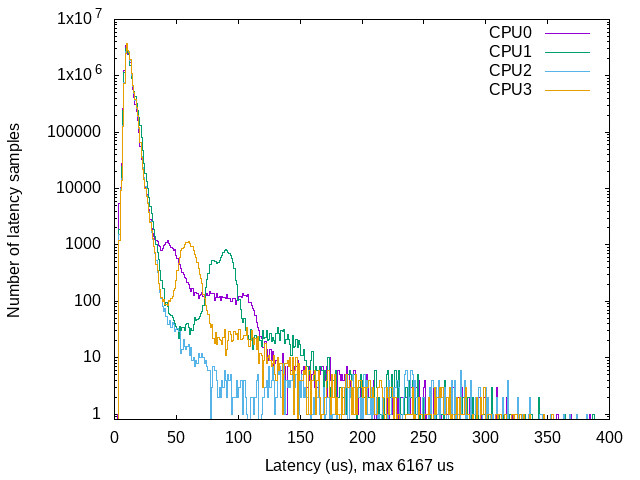 1x10^7
1x10^6
100000
10000
1000
100
10
1
0 50 100 150 200 250 300 350 400
Number of latency samples
Latency (us), max 6167 us
CPU0
CPU1
CPU2
CPU3